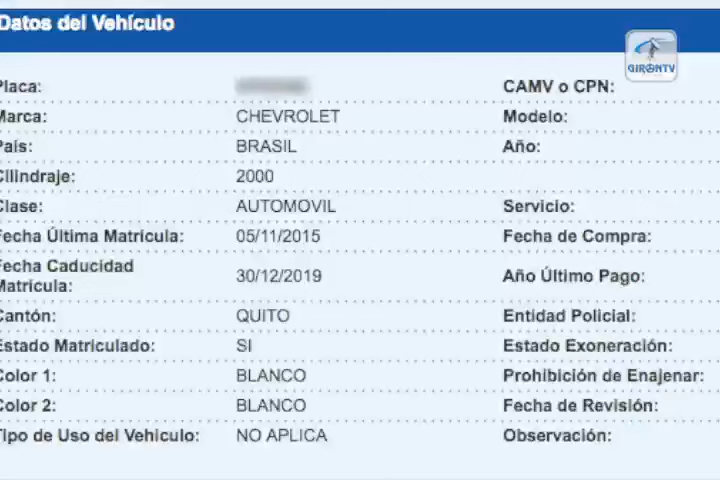 Datos del Vehículo
GIRONTV
Placa:
CAMV o CPN:
Marca: CHEVROLET Modelo:
País: BRASIL Año:
Cilindraje: 2000
Clase: AUTOMOVIL Servicio:
Fecha Última Matrícula: 05/11/2015 Fecha de Compra:
Fecha Caducidad
Matrícula: 30/12/2019 Año Último Pago:
Cantón: QUITO Entidad Policial:
Estado Matriculado: SI Estado Exoneración:
Color 1: BLANCO Prohibición de Enajenar:
Color 2: BLANCO Fecha de Revisión:
Tipo de Uso del Vehiculo: NO APLICA Observación: